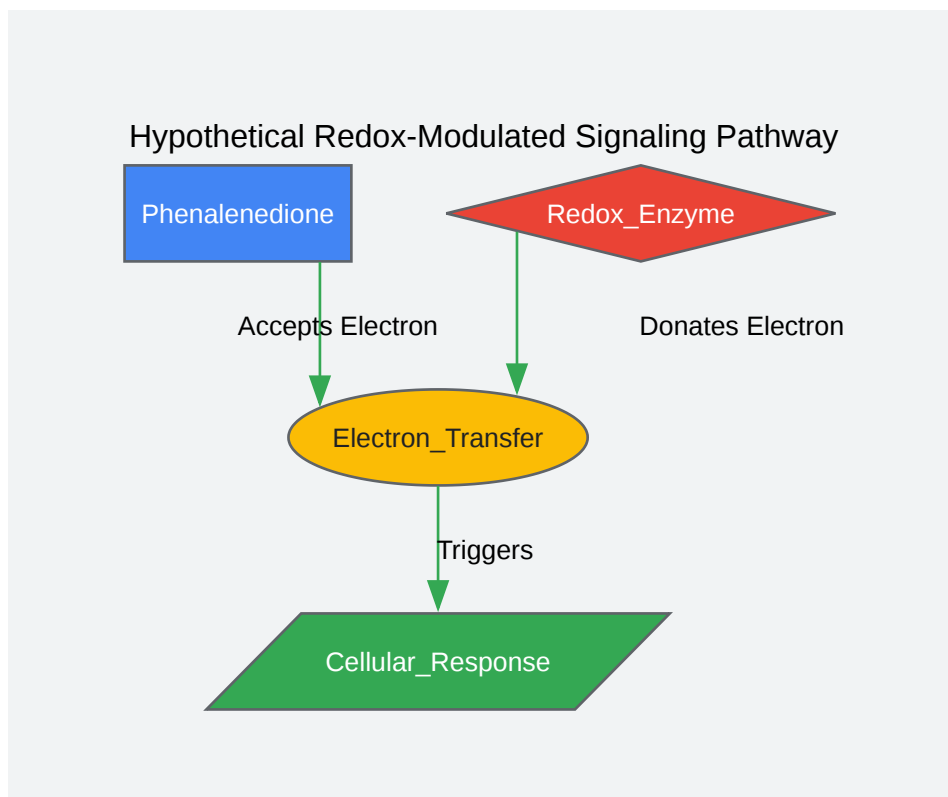 Hypothetical Redox-Modulated Signaling Pathway
Phenalenedione
Redox_Enzyme
Accepts Electron
Donates Electron
Electron_Transfer
Triggers
Cellular_Response